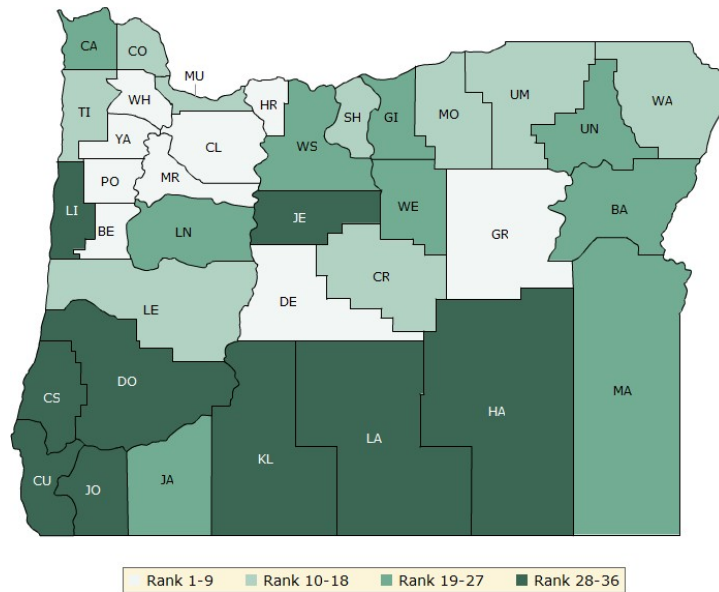 CA
CO
MU
WH
HR
TI
SH
GI
MO
UM
WA
UN
YA
CL
WS
PO
MR
LI
JE
WE
BA
BE
LN
GR
CR
DE
LE
DO
CS
HA
MA
LA
KL
JA
CU
JO
Rank 1-9 Rank 10-18 Rank 19-27 Rank 28-36